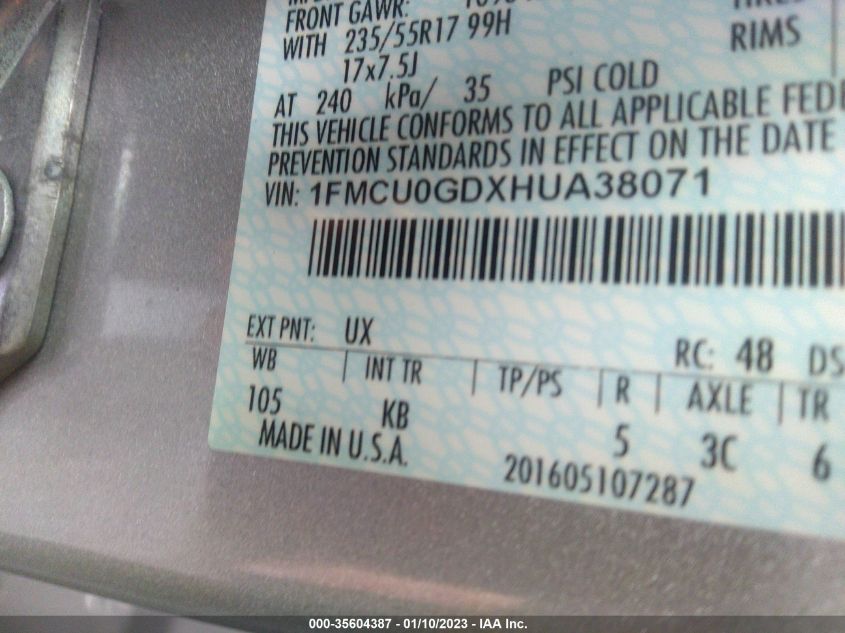 FRONT GAWR:
WITH 235/55R17 99H
RIMS
17x7.5J
AT 240 kPa/ 35 PSI COLD
THIS VEHICLE CONFORMS TO ALL APPLICABLE FEDE
PREVENTION STANDARDS IN EFFECT ON THE DATE
VIN: 1FMCU0GDXHUA38071
EXT PNT: UX RC: 48 DS
WB INT TR TP/PS R AXLE TR
105 KB 5 3C 6
MADE IN U.S.A. 201605107287
000-35604387 - 01/10/2023 - IAA Inc.